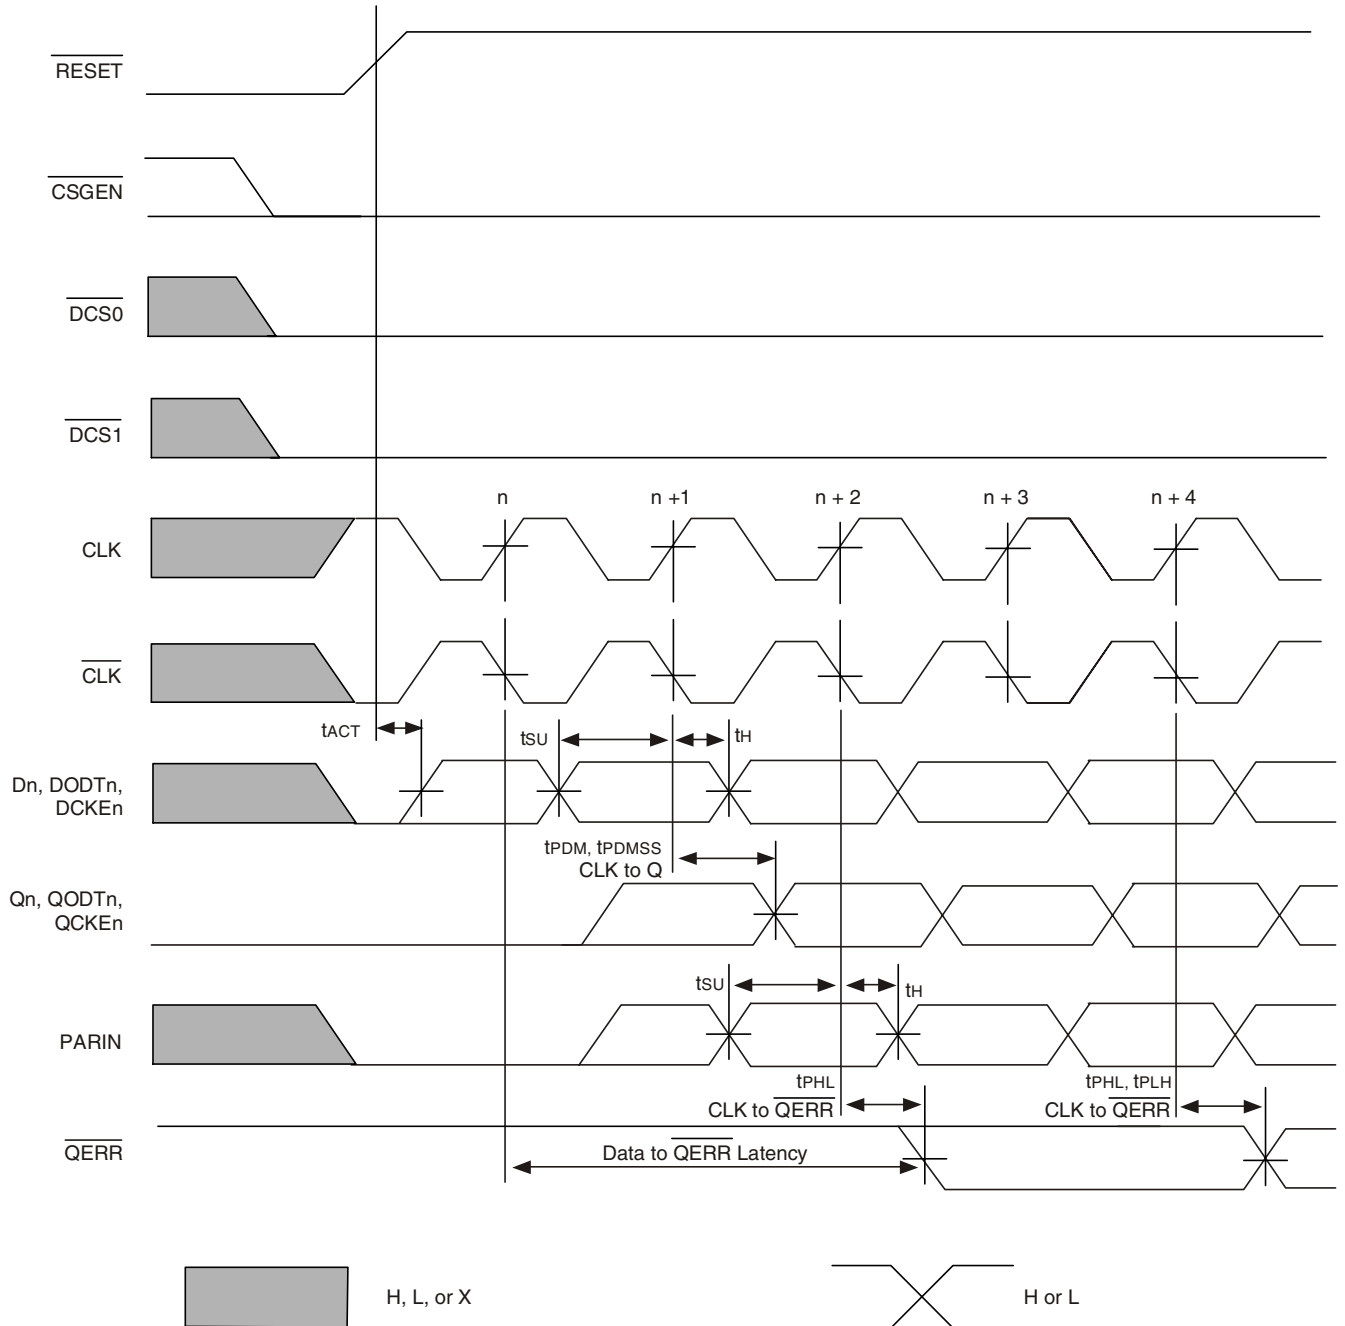 RESET
CSGEN
DCS0
DCS1
n
n +1
n + 2
n + 3
n + 4
CLK
CLK
tACT
tSU
tH
Dn, DODTn,
DCKEn
tPDM, tPDMSS
CLK to Q
Qn, QODTn,
QCKEn
tSU
tH
PARIN
tPHL
CLK to QERR
tPHL, tPLH
CLK to QERR
QERR
Data to QERR Latency
H, L, or X
H or L